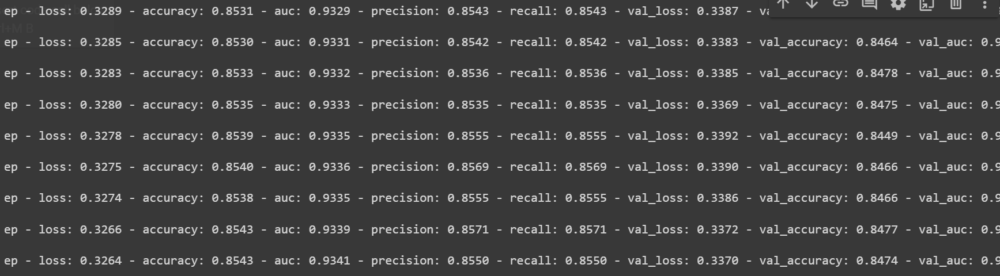 ep - loss: 0.3289 - accuracy: 0.8531 - auc: 0.9329 - precision: 0.8543 - recall: 0.8543 - val_loss: 0.3387 -
ep - loss: 0.3285 - accuracy: 0.8530 - auc: 0.9331 - precision: 0.8542 - recall: 0.8542 - val_loss: 0.3383 - val_accuracy: 0.8464 - val_auc: 0.9
ep - loss: 0.3283 - accuracy: 0.8533 - auc: 0.9332 - precision: 0.8536 - recall: 0.8536 - val_loss: 0.3385 - val_accuracy: 0.8478 - val_auc: 0.9
ep - loss: 0.3280 - accuracy: 0.8535 - auc: 0.9333 - precision: 0.8535 - recall: 0.8535 - val_loss: 0.3369 - val_accuracy: 0.8475 - val_auc: 0.9
ep - loss: 0.3278 - accuracy: 0.8539 - auc: 0.9335 - precision: 0.8555 - recall: 0.8555 - val_loss: 0.3392 - val_accuracy: 0.8449 - val_auc: 0.9
ep - loss: 0.3275 - accuracy: 0.8540 - auc: 0.9336 - precision: 0.8569 - recall: 0.8569 - val_loss: 0.3390 - val_accuracy: 0.8466 - val_auc: 0.9
ep - loss: 0.3274 - accuracy: 0.8538 - auc: 0.9335 - precision: 0.8555 - recall: 0.8555 - val_loss: 0.3386 - val_accuracy: 0.8466 - val_auc: 0.9
ep - loss: 0.3266 - accuracy: 0.8543 - auc: 0.9339 - precision: 0.8571 - recall: 0.8571 - val_loss: 0.3372 - val_accuracy: 0.8477 - val_auc: 0.9
ep - loss: 0.3264 - accuracy: 0.8543 - auc: 0.9341 - precision: 0.8550 - recall: 0.8550 - val_loss: 0.3370 - val_accuracy: 0.8474 - val_auc: 0.9